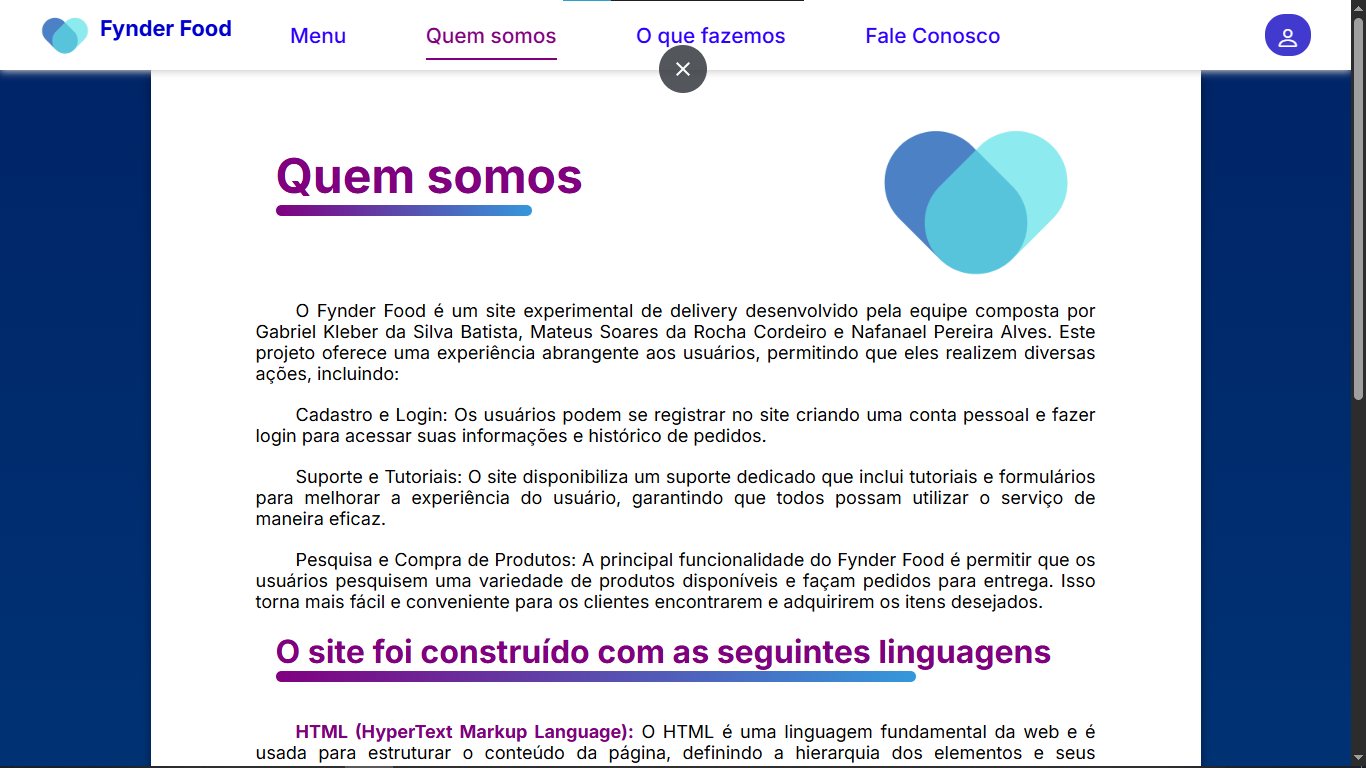 Fynder Food
Menu
Quem somos
O que fazemos
Fale Conosco
Quem somos
O Fynder Food é um site experimental de delivery desenvolvido pela equipe composta por
Gabriel Kleber da Silva Batista, Mateus Soares da Rocha Cordeiro e Nafanael Pereira Alves. Este
projeto oferece uma experiência abrangente aos usuários, permitindo que eles realizem diversas
ações, incluindo:
Cadastro e Login: Os usuários podem se registrar no site criando uma conta pessoal e fazer
login para acessar suas informações e histórico de pedidos.
Suporte e Tutoriais: O site disponibiliza um suporte dedicado que inclui tutoriais e formulários
para melhorar a experiência do usuário, garantindo que todos possam utilizar o serviço de
maneira eficaz.
Pesquisa e Compra de Produtos: A principal funcionalidade do Fynder Food é permitir que os
usuários pesquisem uma variedade de produtos disponíveis e façam pedidos para entrega. Isso
torna mais fácil e conveniente para os clientes encontrarem e adquirirem os itens desejados.
O site foi construído com as seguintes linguagens
HTML (HyperText Markup Language): O HTML é uma linguagem fundamental da web e é
usada para estruturar o conteúdo da página, definindo a hierarquia dos elementos e seus